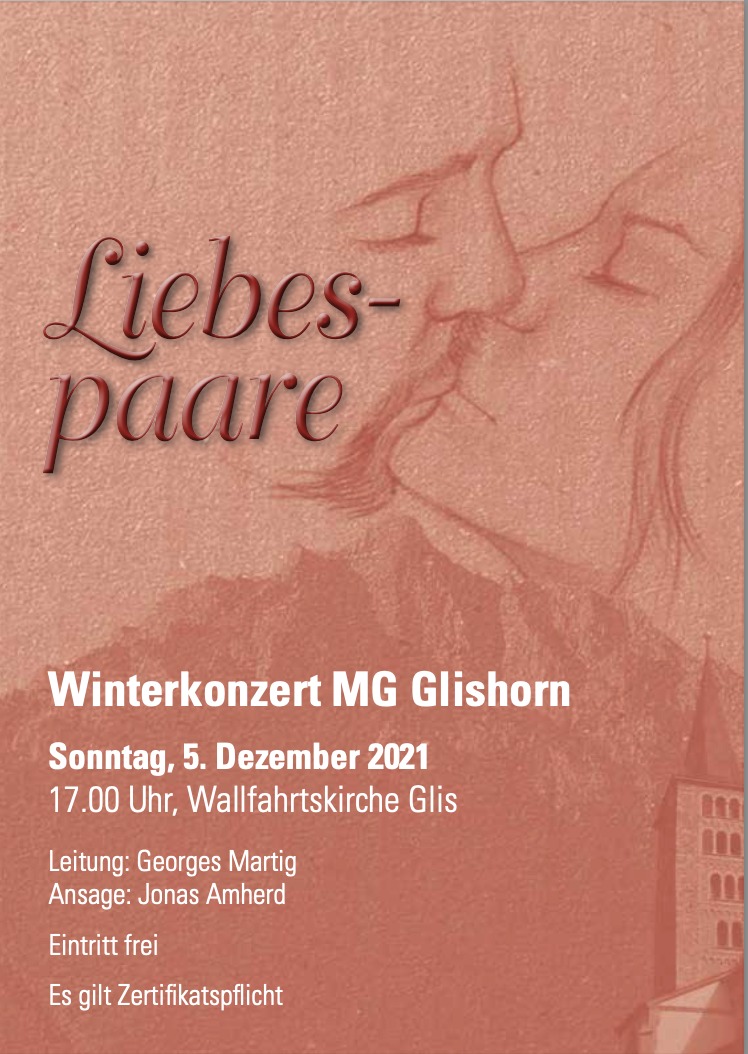 Liebes-
paare
Winterkonzert MG Glishorn
Sonntag, 5. Dezember 2021
17.00 Uhr, Wallfahrtskirche Glis
Leitung: Georges Martig
Ansage: Jonas Amherd
Eintritt frei
Es gilt Zertifikatspflicht